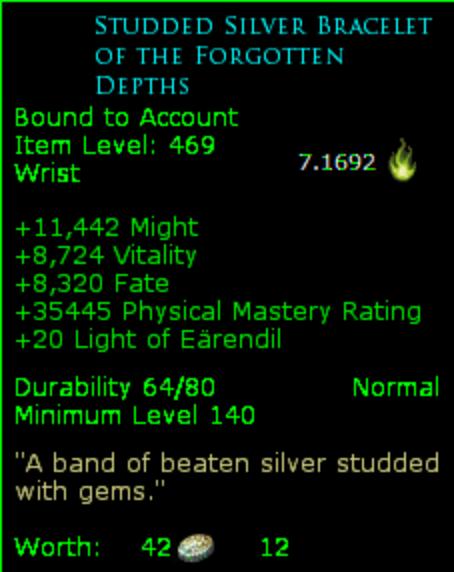 Studded Silver Bracelet
of the Forgotten
Depths
Bound to Account
Item Level: 469
7.1692
Wrist
+11,442 Might
+8,724 Vitality
+8,320 Fate
+35445 Physical Mastery Rating
+20 Light of Eärendil
Durability 64/80 Normal
Minimum Level 140
"A band of beaten silver studded
with gems."
Worth: 42 12